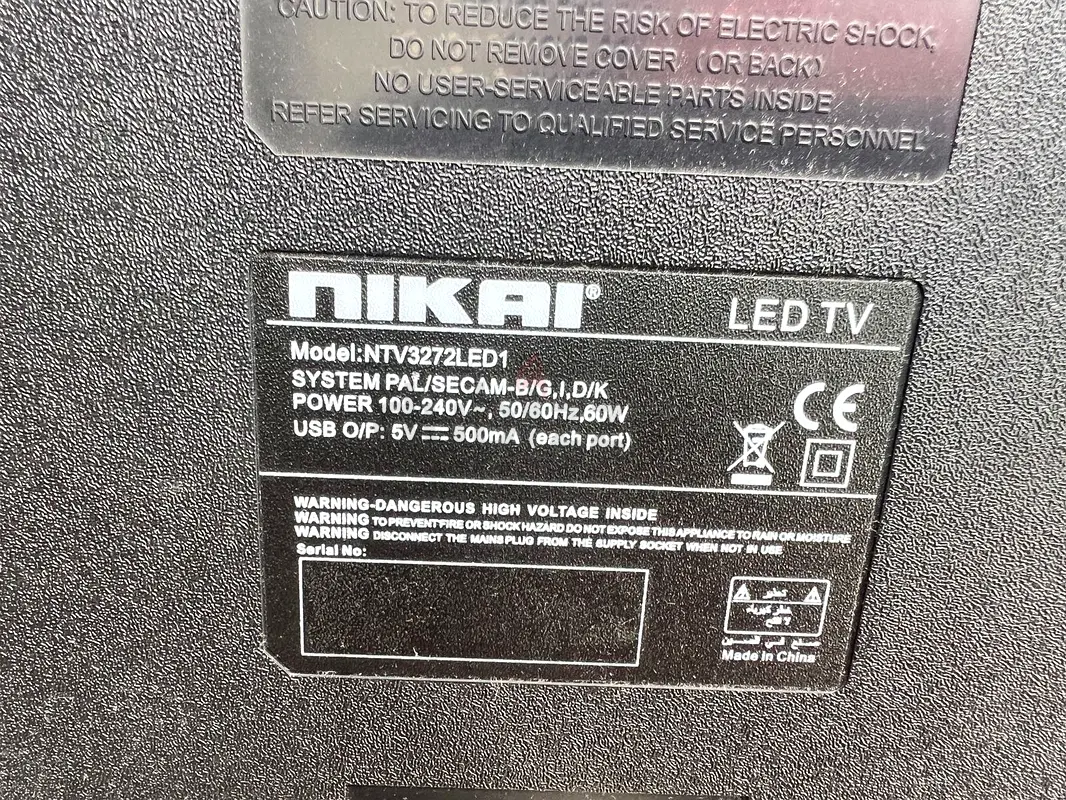 CAUTION: TO REDUCE THE RISK OF ELECTRIC SHOCK,
DO NOT REMOVE COVER (OR BACK)
NO USER-SERVICEABLE PARTS INSIDE
REFER SERVICING TO QUALIFIED SERVICE PERSONNEL
NIKAI®
LED TV
Model:NTV3272LED1
SYSTEM PAL/SECAM-B/G,I,D/K
POWER 100-240V~, 50/60Hz,60W
USB O/P: 5V⎓500mA (each port)
CE
WARNING-DANGEROUS HIGH VOLTAGE INSIDE
WARNING TO PREVENT FIRE OR SHOCK HAZARD DO NOT EXPOSE THIS APPLIANCE TO RAIN OR MOISTURE
WARNING DISCONNECT THE MAINS PLUG FROM THE SUPPLY SOCKET WHEN NOT IN USE
Serial No:
Made in China